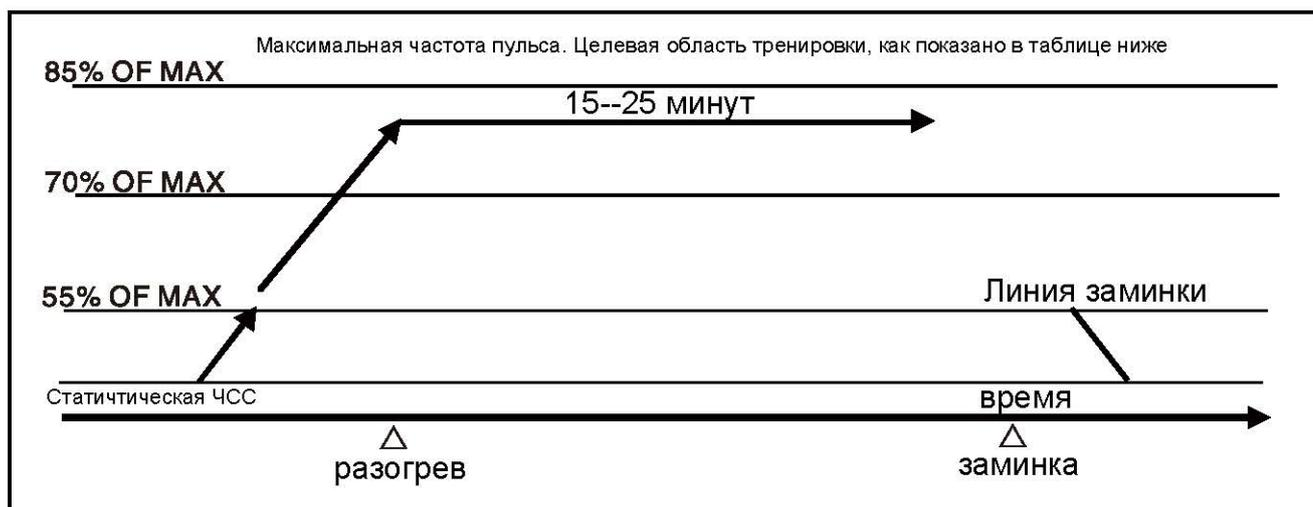 Максимальная частота пульса. Целевая область тренировки, как показано в таблице ниже
85% OF MAX
15--25 минут
70% OF MAX
55% OF MAX
Линия заминки
Статичтическая ЧСС
время
разогрев
заминка